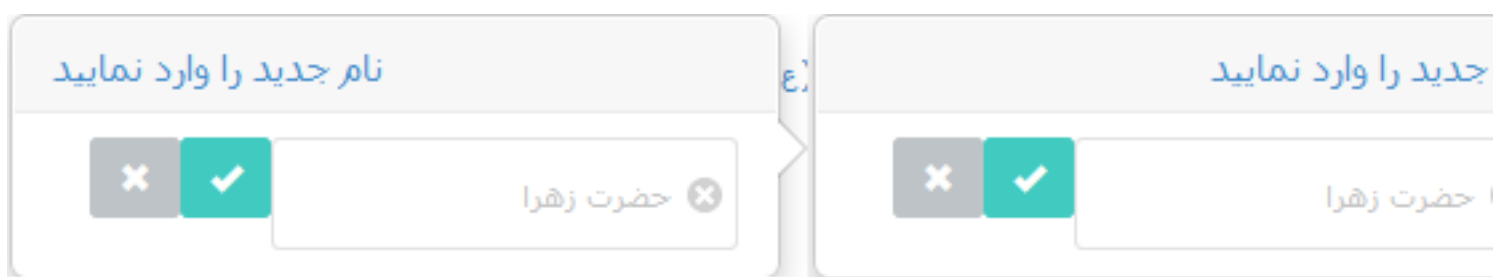 نام جدید را وارد نمایید
حضرت زهرا
جدید را وارد نمایید
حضرت زهرا